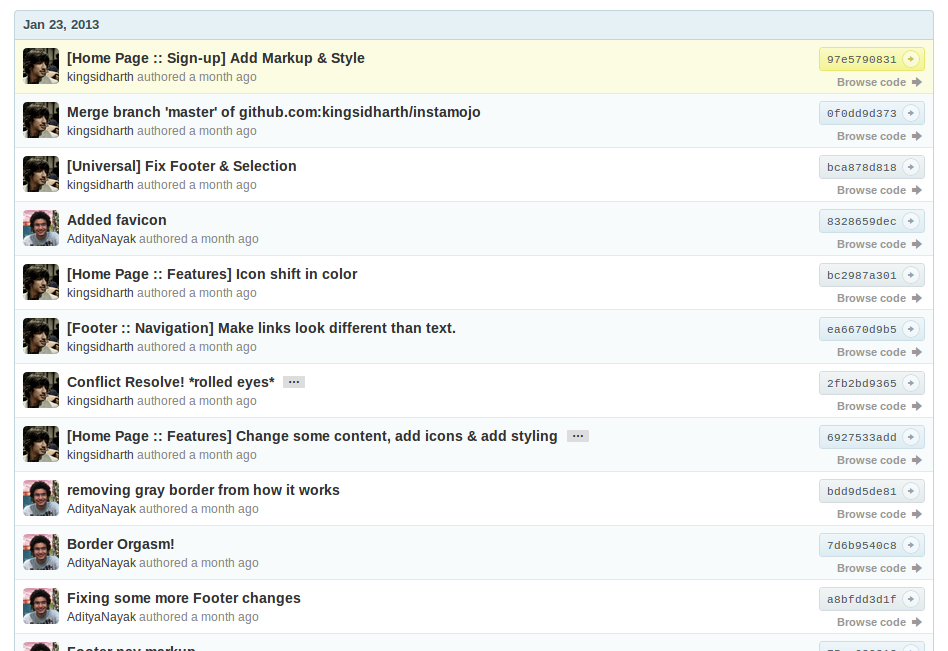 Jan 23, 2013
[Home Page :: Sign-up] Add Markup & Style
97e5790831
kingsidharth authored a month ago
Browse code
Merge branch 'master' of github.com:kingsidharth/instamojo
0f0dd9d373
kingsidharth authored a month ago
Browse code
[Universal] Fix Footer & Selection
bca878d818
kingsidharth authored a month ago
Browse code
Added favicon
8328659dec
AdityaNayak authored a month ago
Browse code
[Home Page :: Features] Icon shift in color
bc2987a301
kingsidharth authored a month ago
Browse code
[Footer :: Navigation] Make links look different than text.
ea6670d9b5
kingsidharth authored a month ago
Browse code
Conflict Resolve! *rolled eyes* ...
2fb2bd9365
kingsidharth authored a month ago
Browse code
[Home Page :: Features] Change some content, add icons & add styling ...
6927533add
kingsidharth authored a month ago
Browse code
removing gray border from how it works
bdd9d5de81
AdityaNayak authored a month ago
Browse code
Border Orgasm!
7d6b9540c8
AdityaNayak authored a month ago
Browse code
Fixing some more Footer changes
a8bfdd3d1f
AdityaNayak authored a month ago
Browse code
Footer nav markup